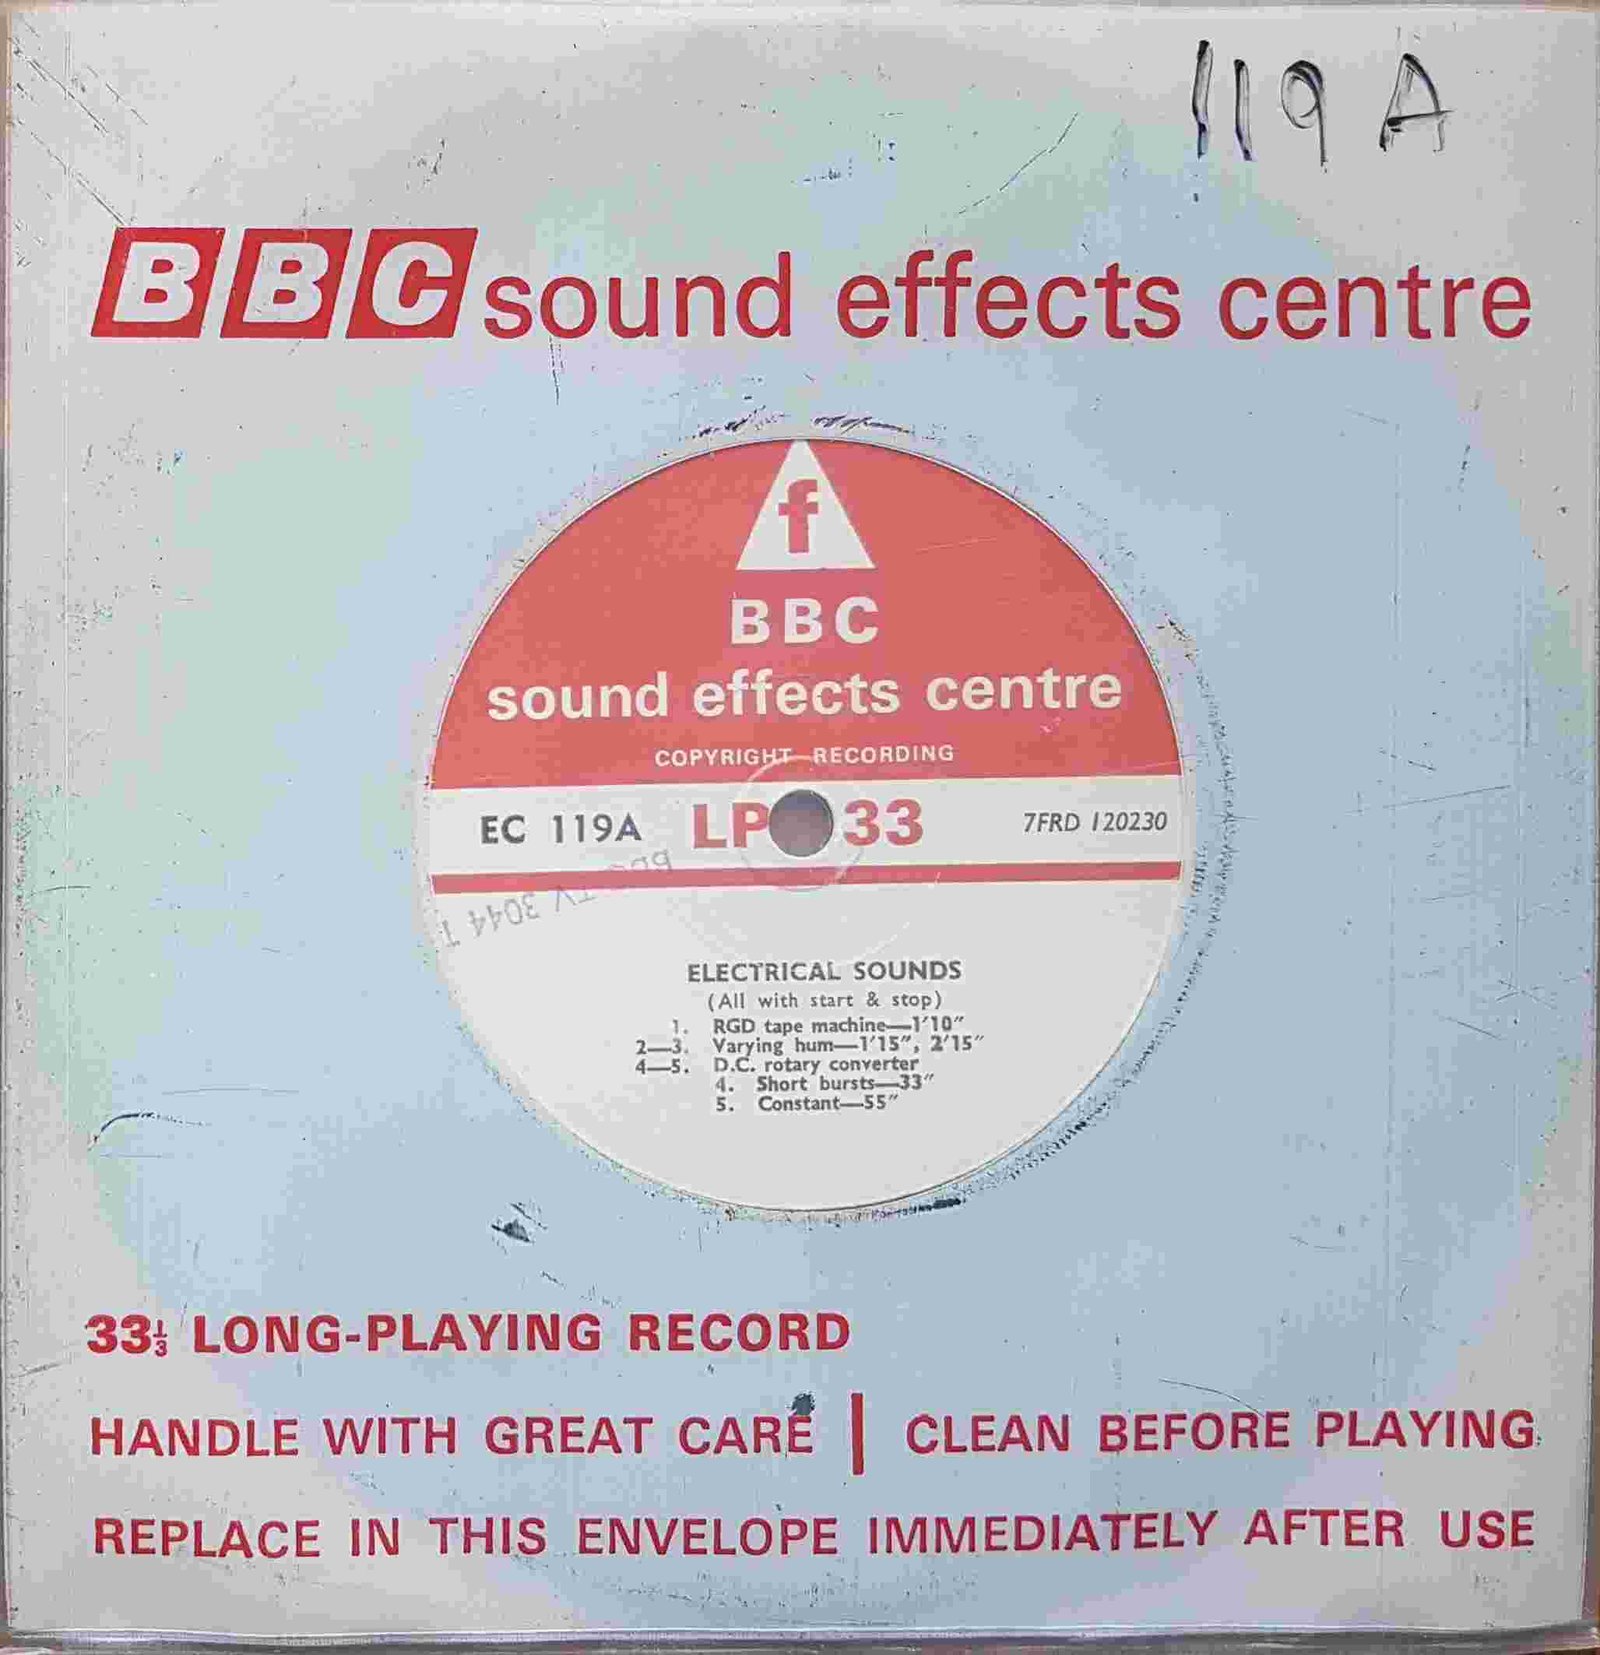 119 A
BBC sound effects centre
f
BBC
sound effects centre
COPYRIGHT RECORDING
EC 119A LP 33 7FRD 120230
TV 3044
ELECTRICAL SOUNDS
(All with start & stop)
1. RGD tape machine—1'10"
2—3. Varying hum—1'15", 2'15"
4—5. D.C. rotary converter
4. Short bursts—33"
5. Constant—55"
33⅓ LONG-PLAYING RECORD
HANDLE WITH GREAT CARE | CLEAN BEFORE PLAYING
REPLACE IN THIS ENVELOPE IMMEDIATELY AFTER USE